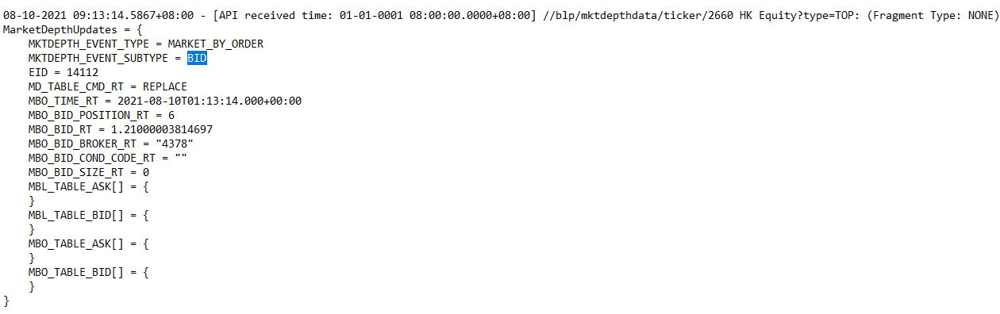 08-10-2021 09:13:14.5867+08:00 - [API received time: 01-01-0001 08:00:00.0000+08:00] //blp/mktdepthdata/ticker/2660 HK Equity?type=TOP: (Fragment Type: NONE)
MarketDepthUpdates = {
    MKTDEPTH_EVENT_TYPE = MARKET_BY_ORDER
    MKTDEPTH_EVENT_SUBTYPE = BID
    EID = 14112
    MD_TABLE_CMD_RT = REPLACE
    MBO_TIME_RT = 2021-08-10T01:13:14.000+00:00
    MBO_BID_POSITION_RT = 6
    MBO_BID_RT = 1.21000003814697
    MBO_BID_BROKER_RT = "4378"
    MBO_BID_COND_CODE_RT = ""
    MBO_BID_SIZE_RT = 0
    MBL_TABLE_ASK[] = {
    }
    MBL_TABLE_BID[] = {
    }
    MBO_TABLE_ASK[] = {
    }
    MBO_TABLE_BID[] = {
    }
}